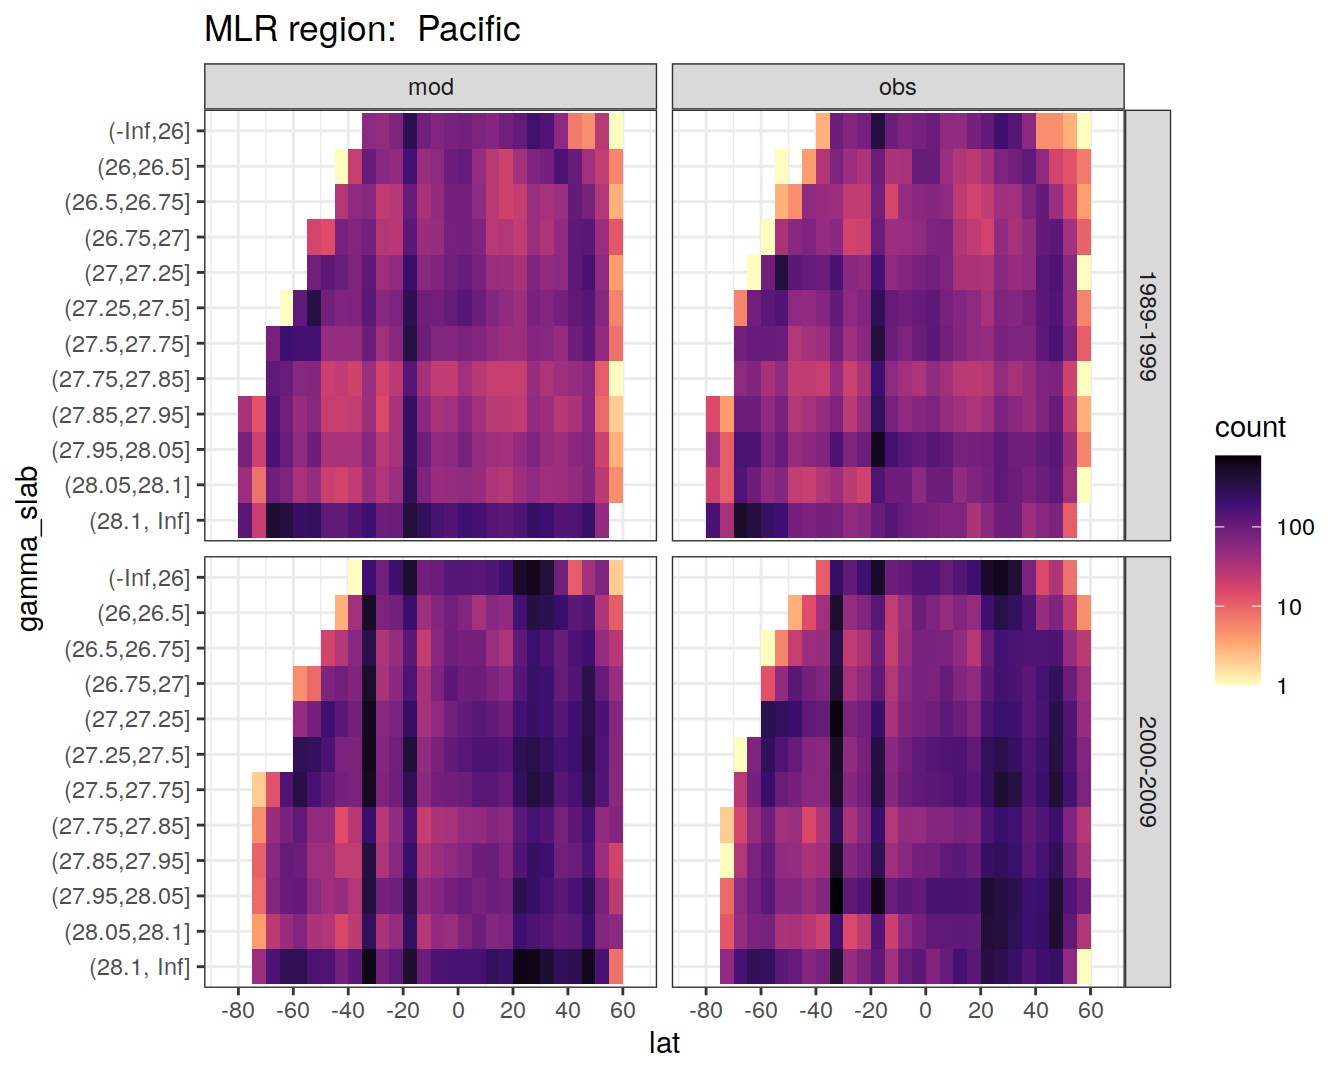 MLR region:  Pacific
mod
obs
(-Inf,26]
(26,26.5]
(26.5,26.75]
(26.75,27]
(27,27.25]
(27.25,27.5]
(27.5,27.75]
(27.75,27.85]
(27.85,27.95]
(27.95,28.05]
(28.05,28.1]
(28.1, Inf]
1989-1999
(-Inf,26]
(26,26.5]
(26.5,26.75]
(26.75,27]
(27,27.25]
(27.25,27.5]
(27.5,27.75]
(27.75,27.85]
(27.85,27.95]
(27.95,28.05]
(28.05,28.1]
(28.1, Inf]
2000-2009
gamma_slab
-80 -60 -40 -20 0 20 40 60
-80 -60 -40 -20 0 20 40 60
lat
count
100
10
1